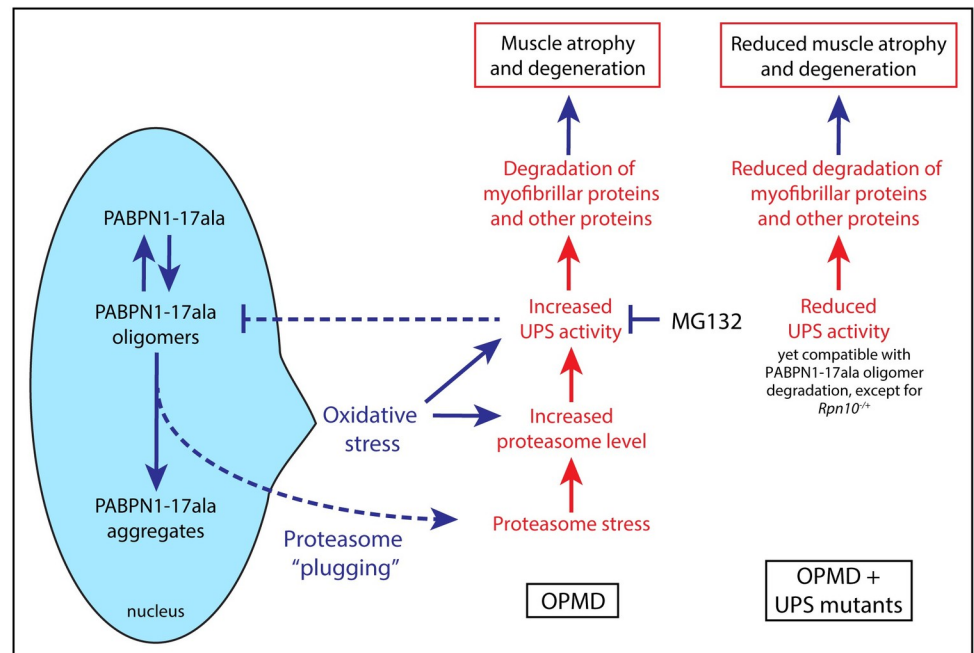 Muscle atrophy
and degeneration
Reduced muscle atrophy
and degeneration
Degradation of
myofibrillar proteins
and other proteins
Reduced degradation of
myofibrillar proteins
and other proteins
PABPN1-17ala
PABPN1-17ala
oligomers
Increased
UPS activity
MG132
Reduced
UPS activity
yet compatible with
PABPN1-17ala oligomer
degradation, except for
Rpn10-/+
Oxidative
stress
Increased
proteasome level
PABPN1-17ala
aggregates
Proteasome
"plugging"
Proteasome stress
nucleus
OPMD
OPMD +
UPS mutants